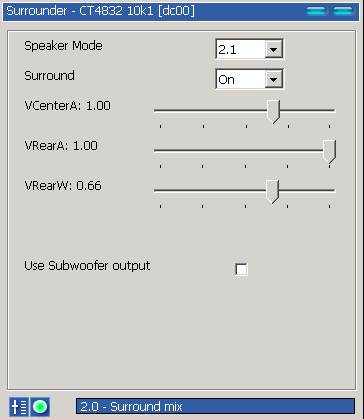 Surrounder - CT4832 10k1 [dc00]
Speaker Mode 2.1
Surround On
VCenterA: 1.00
VRearA: 1.00
VRearW: 0.66
Use Subwoofer output
2.0 - Surround mix